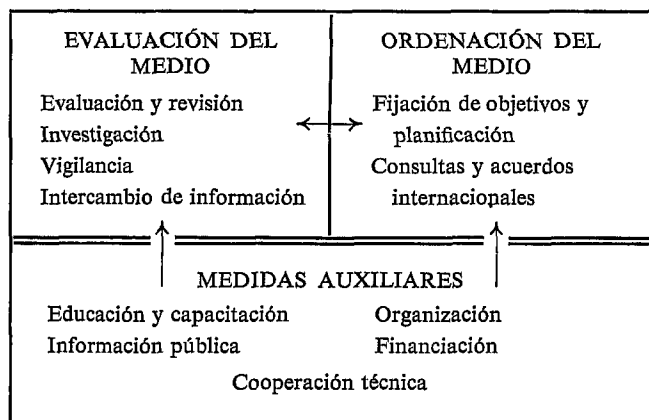 EVALUACIÓN DEL
MEDIO
Evaluación y revisión
Investigación
Vigilancia
Intercambio de información
ORDENACIÓN DEL
MEDIO
Fijación de objetivos y
planificación
Consultas y acuerdos
internacionales
MEDIDAS AUXILIARES
Educación y capacitación
Información pública
Organización
Financiación
Cooperación técnica